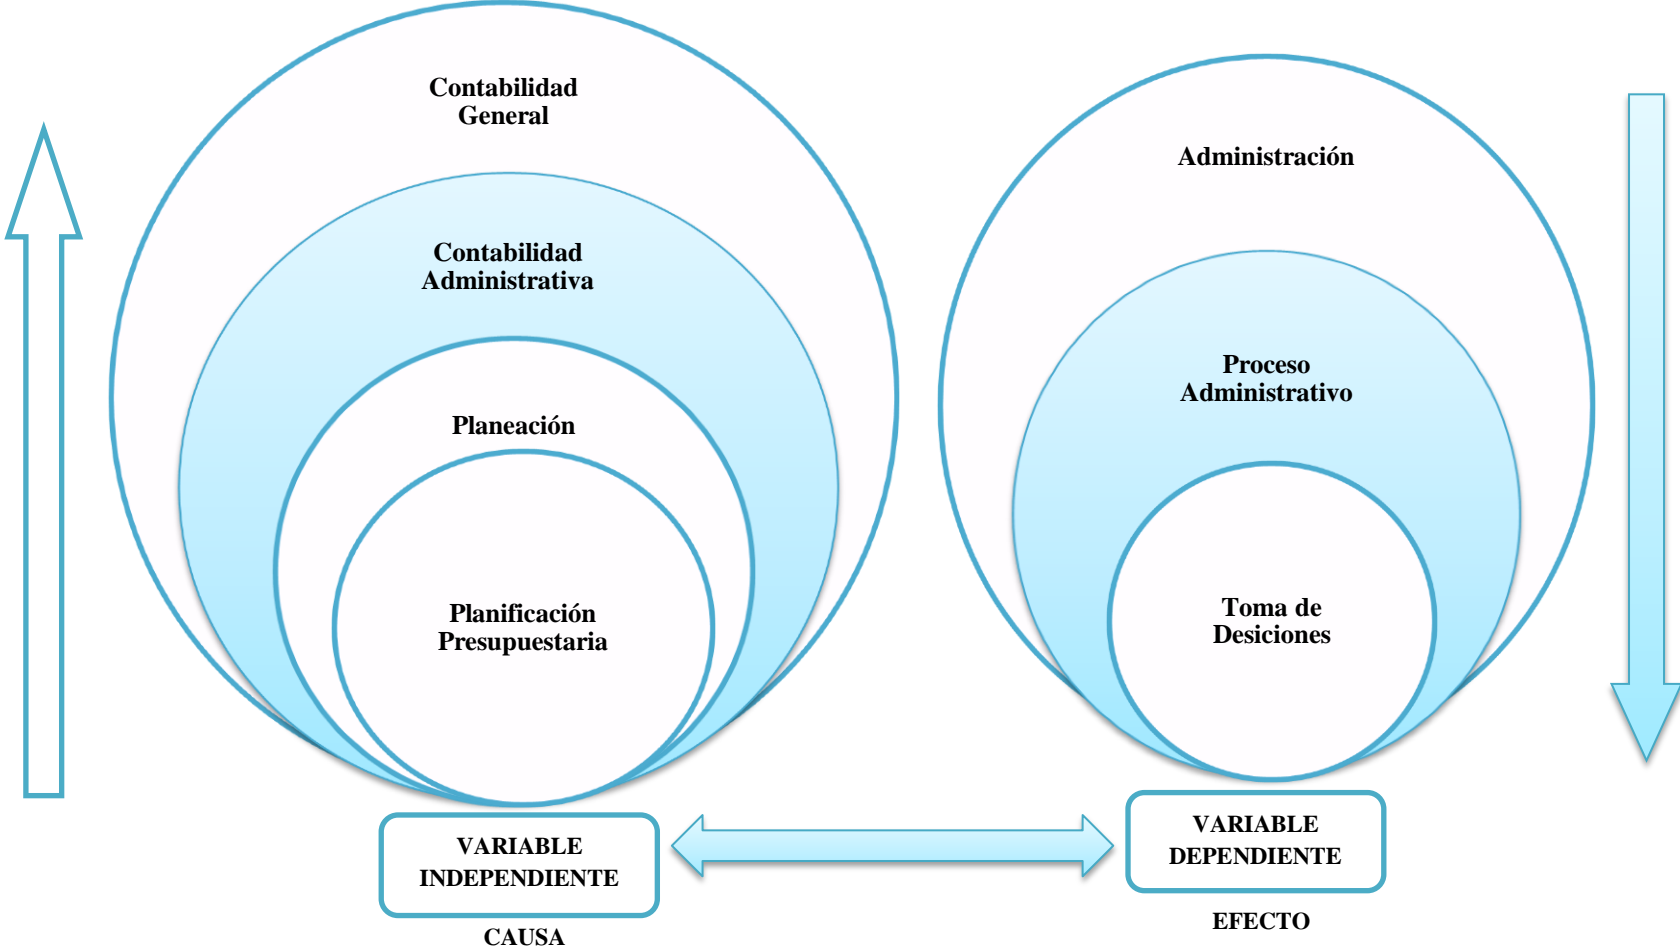 Contabilidad
General
Contabilidad
Administrativa
Planeación
Planificación
Presupuestaria
VARIABLE
INDEPENDIENTE
CAUSA
Administración
Proceso
Administrativo
Toma de
Desiciones
VARIABLE
DEPENDIENTE
EFECTO